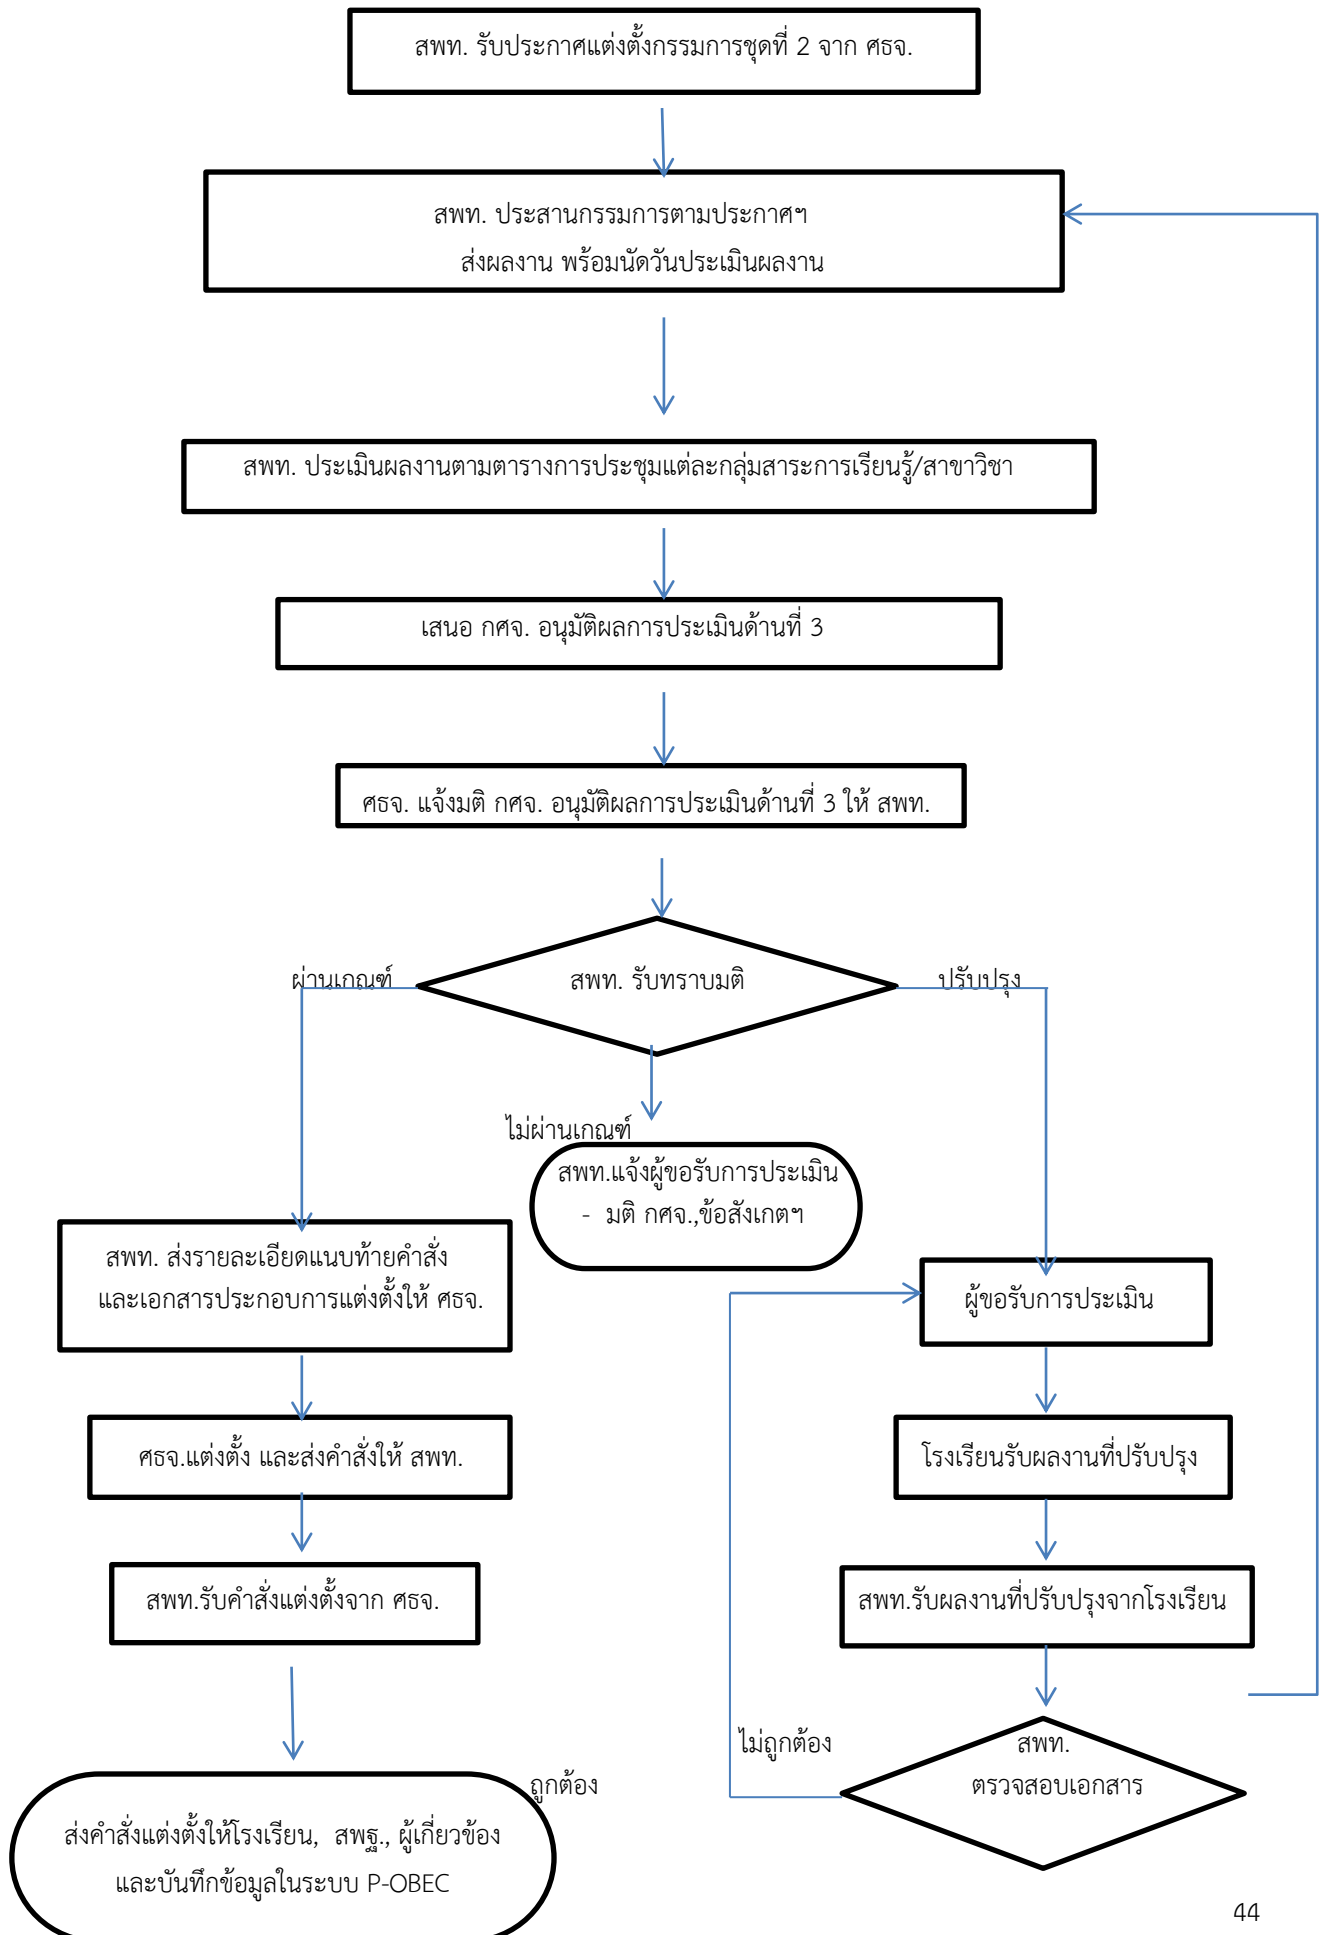 สพท. รับประกาศแต่งตั้งกรรมการชุดที่ 2 จาก ศธจ.
สพท. ประสานกรรมการตามประกาศฯ
ส่งผลงาน พร้อมนัดวันประเมินผลงาน
สพท. ประเมินผลงานตามตารางการประชุมแต่ละกลุ่มสาระการเรียนรู้/สาขาวิชา
เสนอ กศจ. อนุมัติผลการประเมินด้านที่ 3
ศธจ. แจ้งมติ กศจ. อนุมัติผลการประเมินด้านที่ 3 ให้ สพท.
ผ่านเกณฑ์
สพท. รับทราบมติ
ปรับปรุง
ไม่ผ่านเกณฑ์
สพท.แจ้งผู้ขอรับการประเมิน
- มติ กศจ.,ข้อสังเกตฯ
สพท. ส่งรายละเอียดแนบท้ายคำสั่ง
และเอกสารประกอบการแต่งตั้งให้ ศธจ.
ผู้ขอรับการประเมิน
ศธจ.แต่งตั้ง และส่งคำสั่งให้ สพท.
โรงเรียนรับผลงานที่ปรับปรุง
สพท.รับคำสั่งแต่งตั้งจาก ศธจ.
สพท.รับผลงานที่ปรับปรุงจากโรงเรียน
ไม่ถูกต้อง
สพท.
ตรวจสอบเอกสาร
ถูกต้อง
ส่งคำสั่งแต่งตั้งให้โรงเรียน, สพฐ., ผู้เกี่ยวข้อง
และบันทึกข้อมูลในระบบ P-OBEC
44